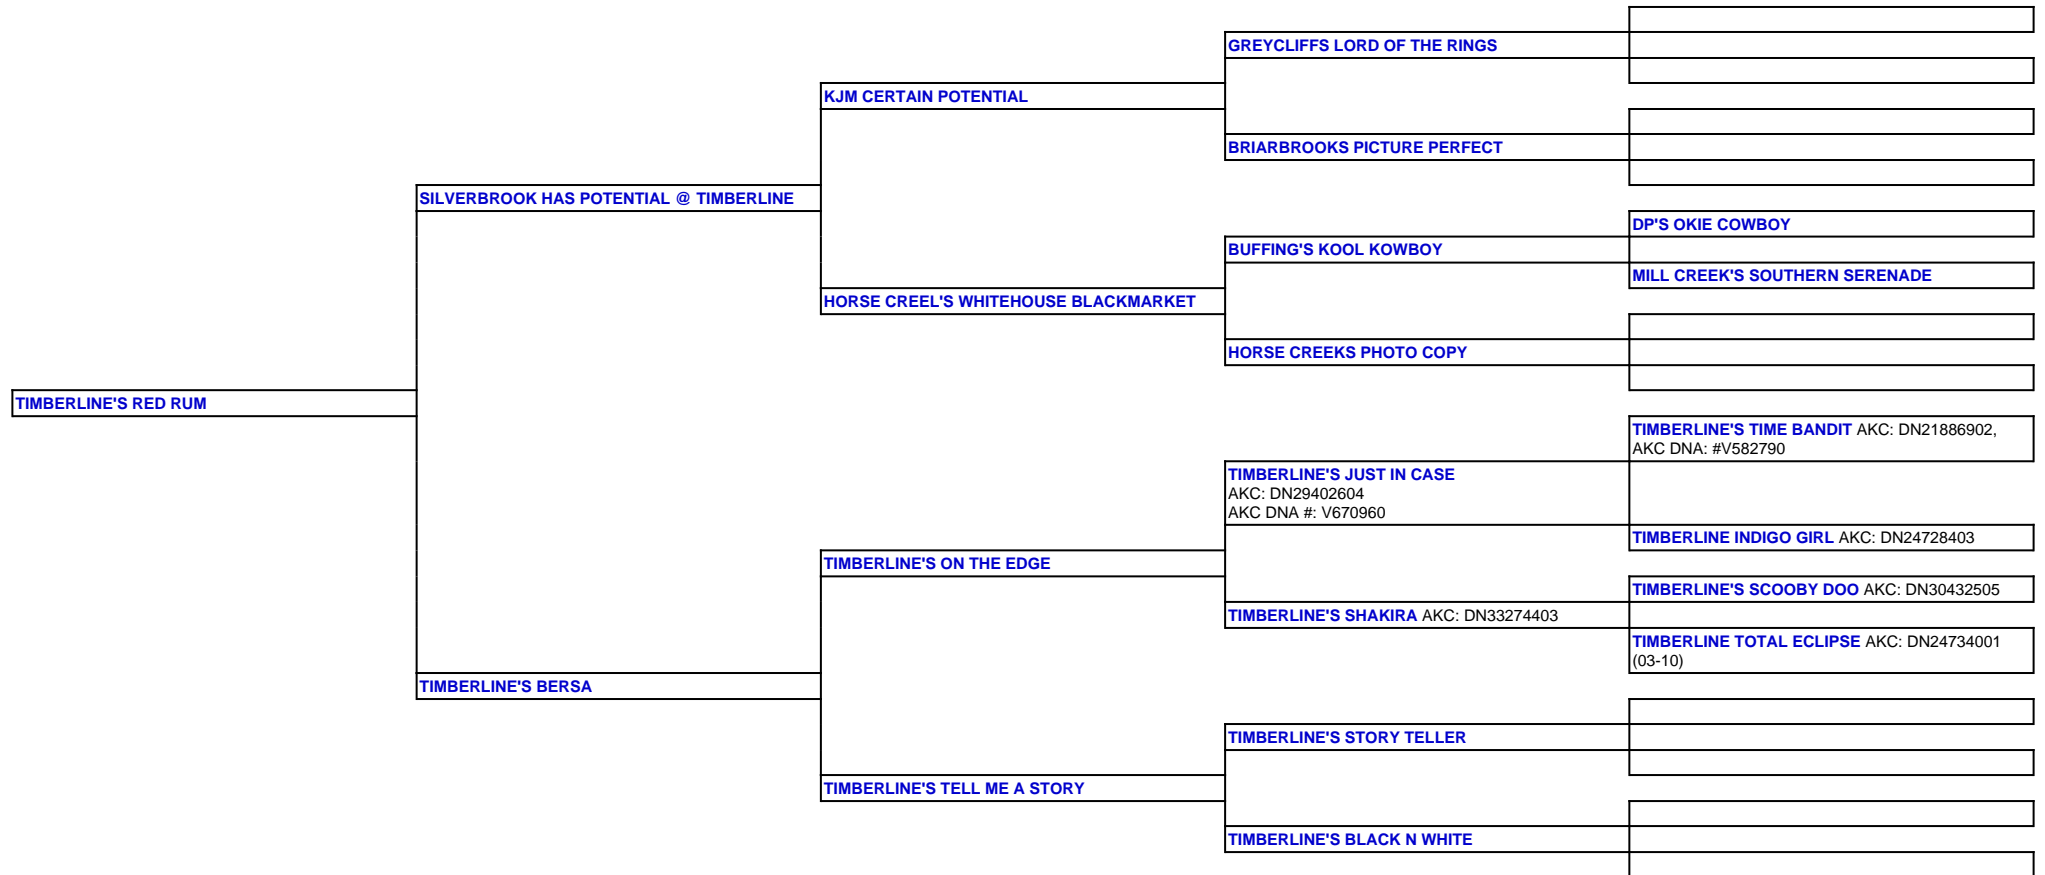 GREYCLIFFS LORD OF THE RINGS
KJM CERTAIN POTENTIAL
BRIARBROOKS PICTURE PERFECT
SILVERBROOK HAS POTENTIAL @ TIMBERLINE
DP'S OKIE COWBOY
BUFFING'S KOOL KOWBOY
MILL CREEK'S SOUTHERN SERENADE
HORSE CREEL'S WHITEHOUSE BLACKMARKET
HORSE CREEKS PHOTO COPY
TIMBERLINE'S RED RUM
TIMBERLINE'S TIME BANDIT AKC: DN21886902,
AKC DNA: #V582790
TIMBERLINE'S JUST IN CASE
AKC: DN29402604
AKC DNA #: V670960
TIMBERLINE INDIGO GIRL AKC: DN24728403
TIMBERLINE'S ON THE EDGE
TIMBERLINE'S SCOOBY DOO AKC: DN30432505
TIMBERLINE'S SHAKIRA AKC: DN33274403
TIMBERLINE TOTAL ECLIPSE AKC: DN24734001
(03-10)
TIMBERLINE'S BERSA
TIMBERLINE'S STORY TELLER
TIMBERLINE'S TELL ME A STORY
TIMBERLINE'S BLACK N WHITE